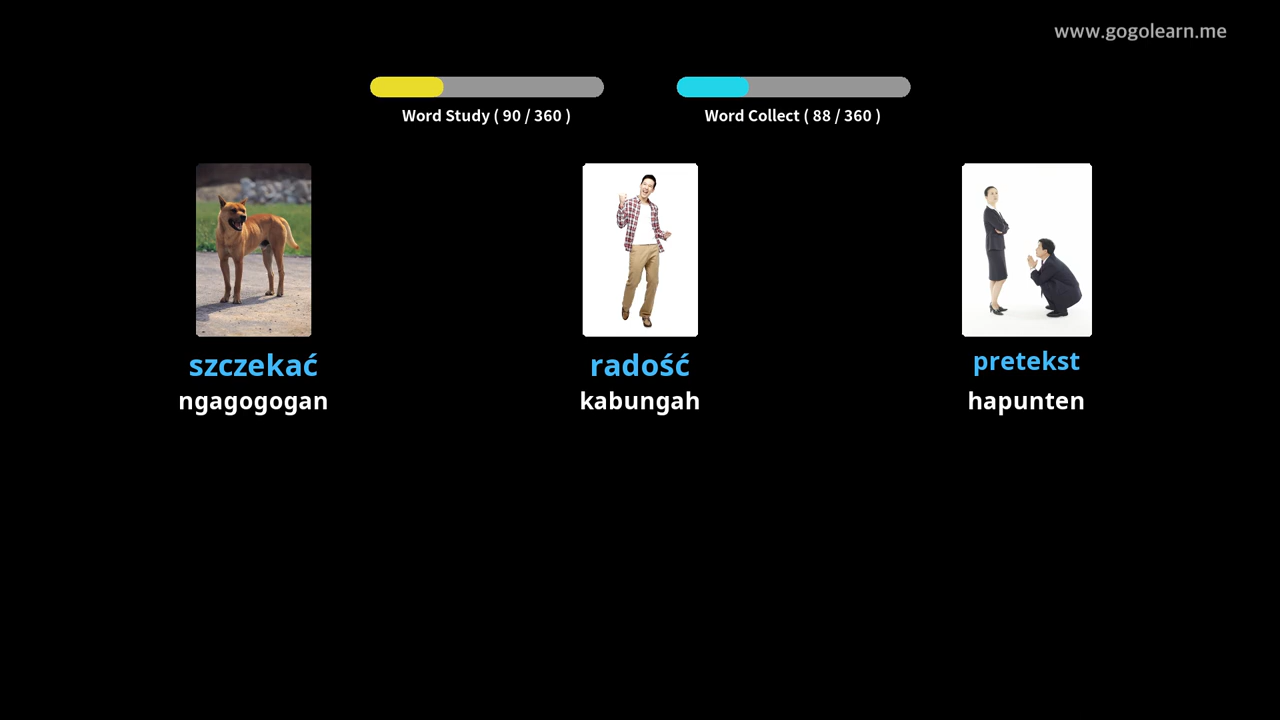 www.gogolearn.me
Word Study ( 90 / 360 )
Word Collect ( 88 / 360 )
szczekać
radość
pretekst
ngagogogan
kabungah
hapunten